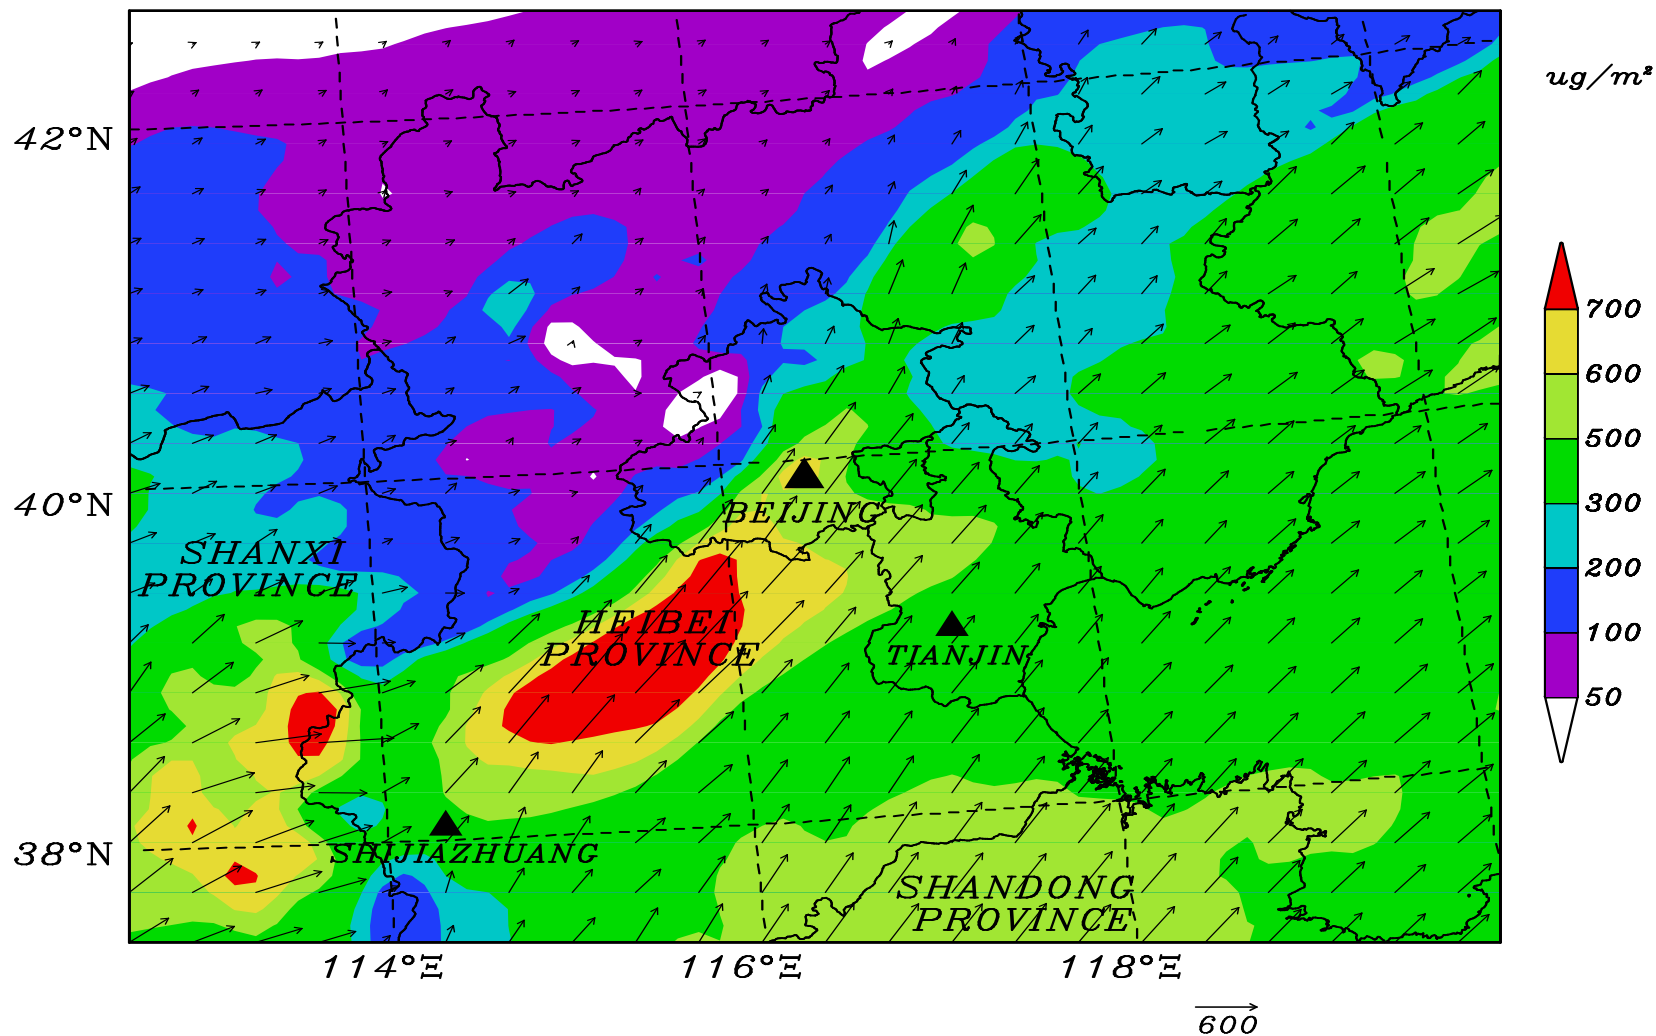 ug/m²
42°N
700
600
500
40°N
BEIJING
300
SHANXI
PROVINCE
200
HEIBEI
PROVINCE
100
TIANJIN
50
38°N
SHIJIAZHUANG
SHANDONG
PROVINCE
114°E
116°E
118°E
600